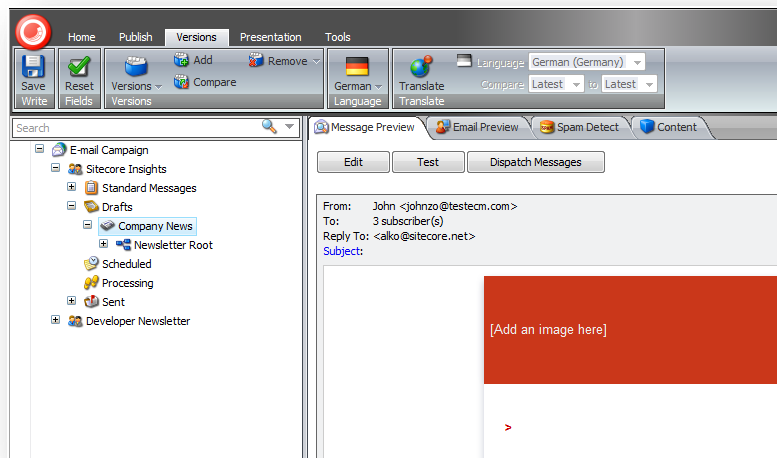 Home Publish Versions Presentation Tools
Save Reset Versions Add Remove German Translate Language German (Germany)
Compare Compare Latest to Latest
Write Fields Versions Language Translate
Search
E-mail Campaign
Sitecore Insights
Standard Messages
Drafts
Company News
Newsletter Root
Scheduled
Processing
Sent
Developer Newsletter
Message Preview Email Preview Spam Detect Content
Edit Test Dispatch Messages
From: John <johnzo@testecm.com>
To: 3 subscriber(s)
Reply To: <alko@sitecore.net>
Subject:
[Add an image here]
>